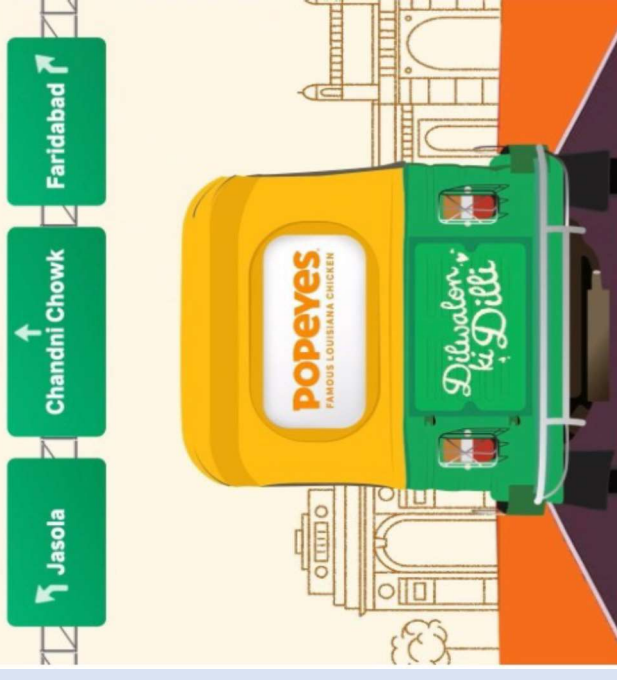 Jasola
Chandni Chowk
Faridabad
POPEYES
FAMOUS LOUISIANA CHICKEN
Dilwalon
ki Dilli